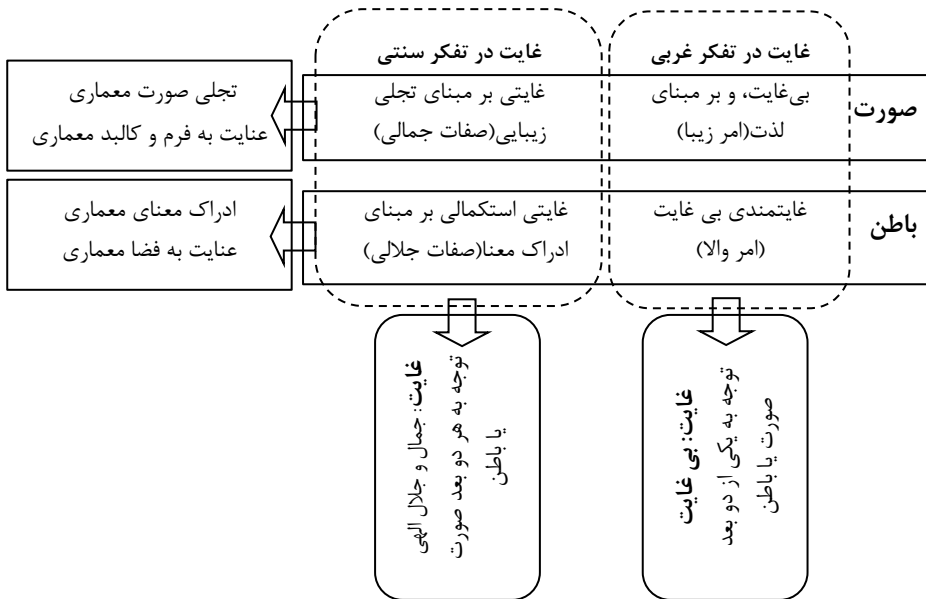 غایت در تفکر غربی
غایت در تفکر سنتی
صورت
بی‌غایت، و بر مبنای
لذت(امر زیبا)
غایتی بر مبنای تجلی
زیبایی(صفات جمالی)
تجلی صورت معماری
عنایت به فرم و کالبد معماری
باطن
غایتمندی بی غایت
(امر والا)
غایتی استکمالی بر مبنای
ادراک معنا(صفات جلالی)
ادراک معنای معماری
عنایت به فضا معماری
غایت: بی غایت
توجه به یکی از دو بعد
صورت یا باطن
غایت: جمال و جلال الهی
توجه به هر دو بعد صورت
یا باطن